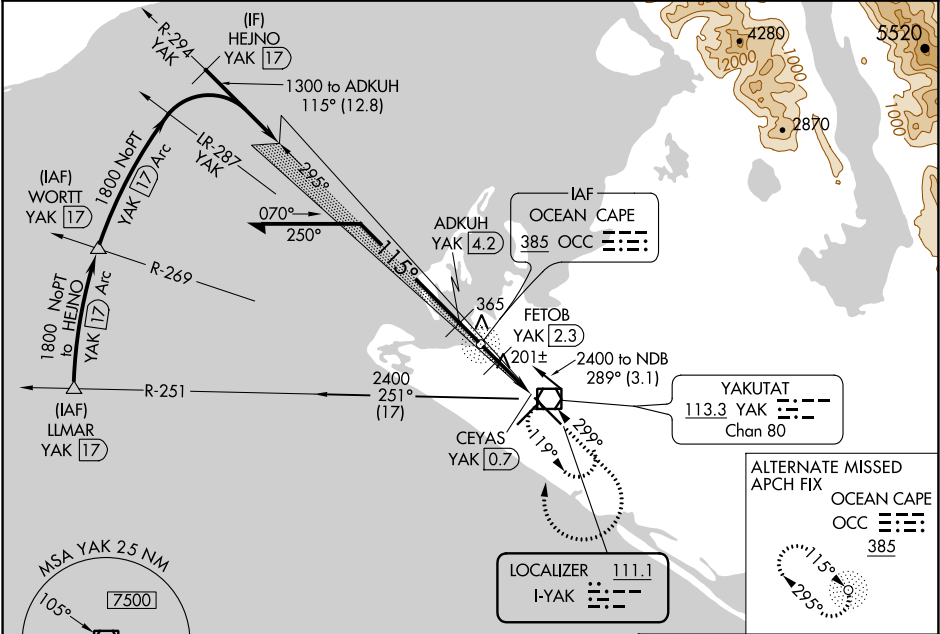 R-294
YAK
(IF)
HEJNO
YAK 17
1300 to ADKUH
115° (12.8)
4280
2000
1000
5520
1000
2870
1800 NoPT
YAK 17 Arc
LR-287
YAK
295°
(IAF)
WORTT
YAK 17
070°
250°
115°
ADKUH
YAK 4.2
IAF
OCEAN CAPE
385 OCC
R-269
1800 NoPT
to HEJNO
YAK 17 Arc
365
FETOB
YAK 2.3
201±
2400 to NDB
289° (3.1)
R-251
2400
251°
(17)
(IAF)
LLMAR
YAK 17
YAKUTAT
113.3 YAK
Chan 80
CEYAS
YAK 0.7
119°
299°
ALTERNATE MISSED
APCH FIX
OCEAN CAPE
OCC
385
115°
295°
LOCALIZER 111.1
I-YAK
MSA YAK 25 NM
105°
7500